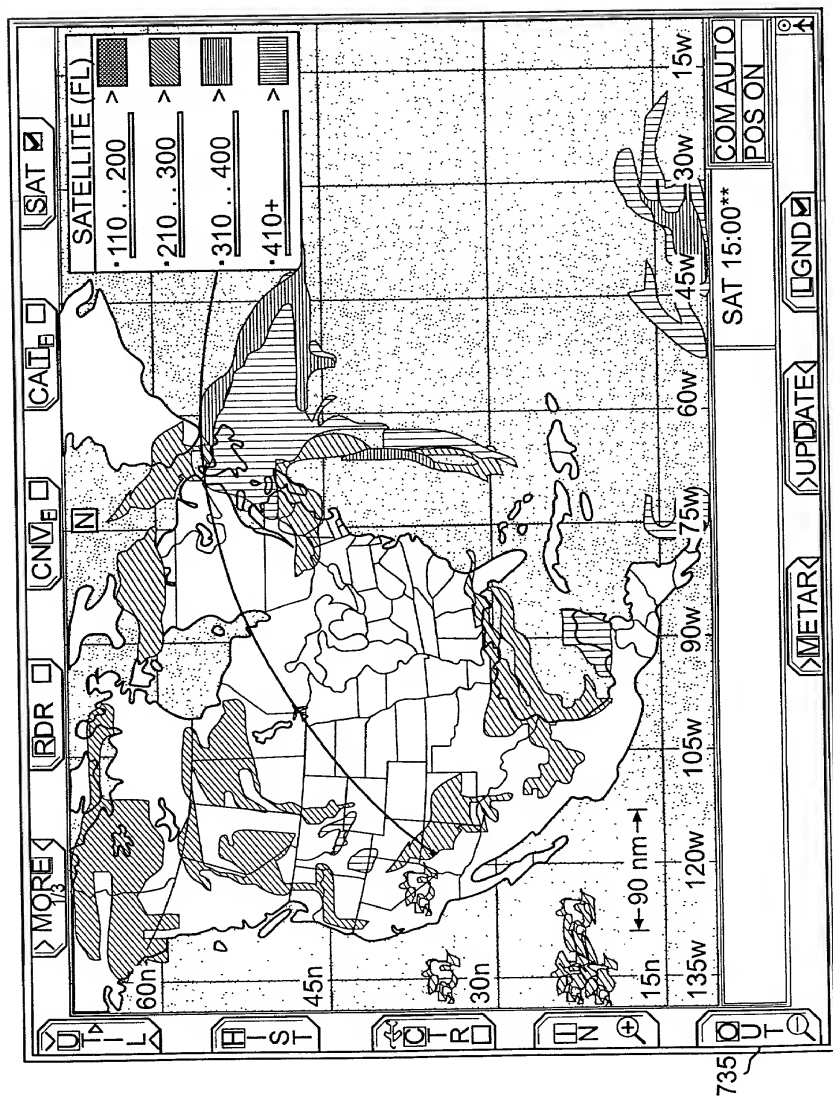 >MORE<
1/3
RDR
CNV E
CAT E
SAT
>UTIL<
HIST
CTR
IN
OUT
735
N
SATELLITE (FL)
·110...200 >
·210...300 >
·310...400 >
·410+ >
60n
45n
30n
15n
90 nm
135w
120w
105w
90w
75w
60w
45w
30w
15w
SAT 15:00**
COM AUTO
POS ON
>METAR<
>UPDATE<
LGND